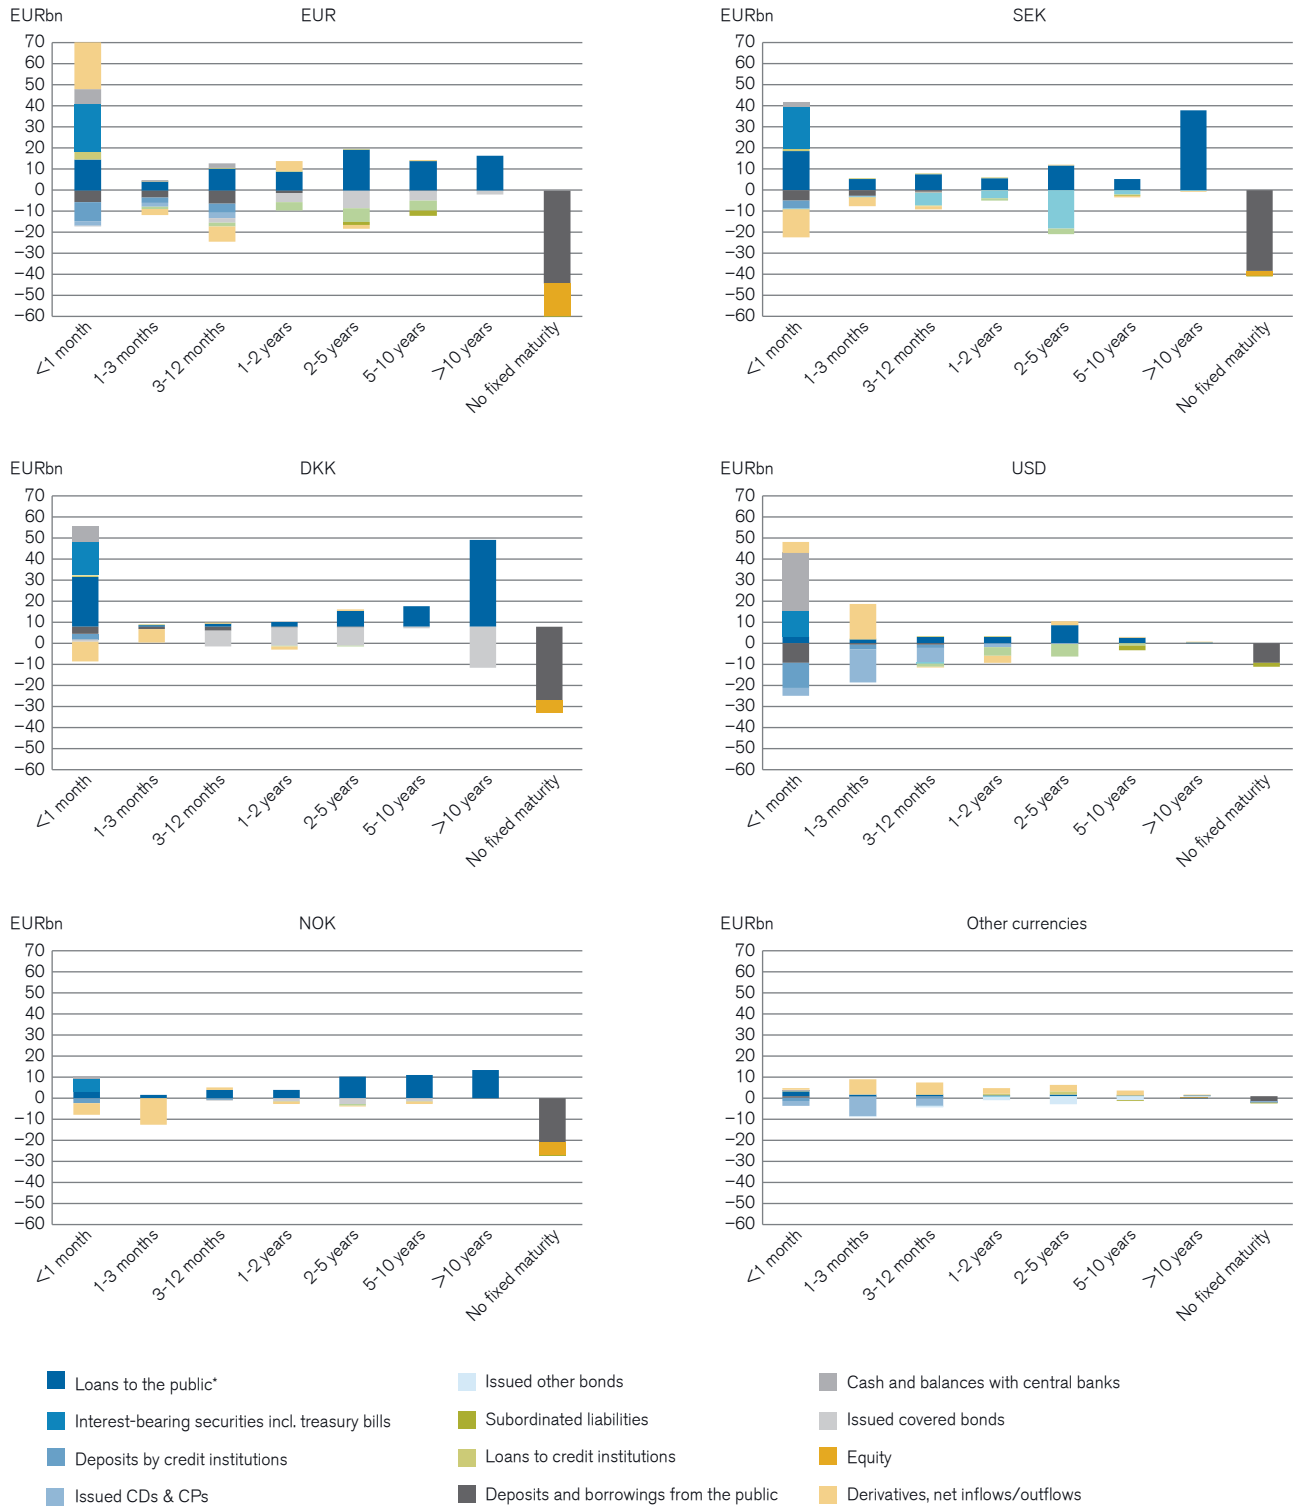 EURbn
EUR
70
60
50
40
30
20
10
0
−10
−20
−30
−40
−50
−60
<1 month
1-3 months
3-12 months
1-2 years
2-5 years
5-10 years
>10 years
No fixed maturity
EURbn
SEK
70
60
50
40
30
20
10
0
−10
−20
−30
−40
−50
−60
<1 month
1-3 months
3-12 months
1-2 years
2-5 years
5-10 years
>10 years
No fixed maturity
EURbn
DKK
70
60
50
40
30
20
10
0
−10
−20
−30
−40
−50
−60
<1 month
1-3 months
3-12 months
1-2 years
2-5 years
5-10 years
>10 years
No fixed maturity
EURbn
USD
70
60
50
40
30
20
10
0
−10
−20
−30
−40
−50
−60
<1 month
1-3 months
3-12 months
1-2 years
2-5 years
5-10 years
>10 years
No fixed maturity
EURbn
NOK
70
60
50
40
30
20
10
0
−10
−20
−30
−40
−50
−60
<1 month
1-3 months
3-12 months
1-2 years
2-5 years
5-10 years
>10 years
No fixed maturity
EURbn
Other currencies
70
60
50
40
30
20
10
0
−10
−20
−30
−40
−50
−60
<1 month
1-3 months
3-12 months
1-2 years
2-5 years
5-10 years
>10 years
No fixed maturity
Loans to the public*
Interest-bearing securities incl. treasury bills
Deposits by credit institutions
Issued CDs & CPs
Issued other bonds
Subordinated liabilities
Loans to credit institutions
Deposits and borrowings from the public
Cash and balances with central banks
Issued covered bonds
Equity
Derivatives, net inflows/outflows